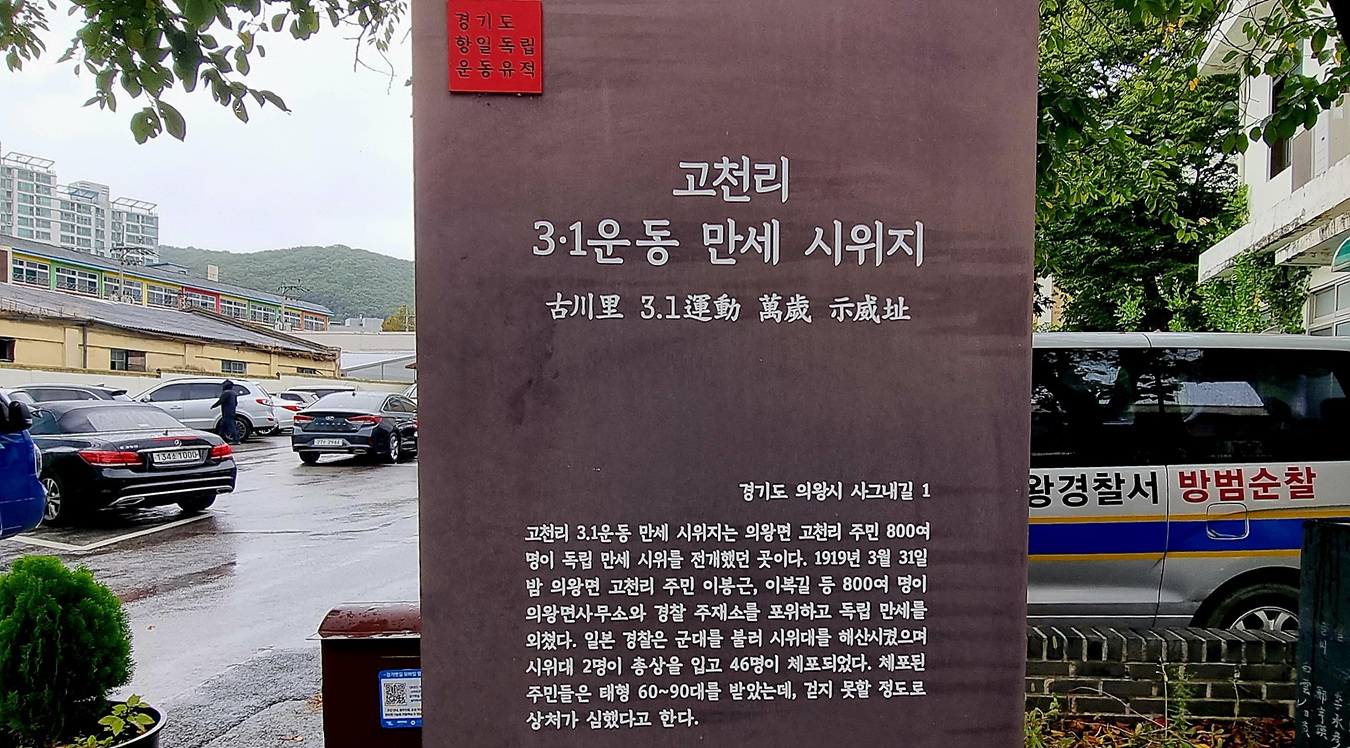 경기도
항일독립
운동유적
고천리
3·1운동 만세 시위지
古川里 3.1運動 萬歲 示威址
경기도 의왕시 사그내길 1
고천리 3.1운동 만세 시위지는 의왕면 고천리 주민 800여
명이 독립 만세 시위를 전개했던 곳이다. 1919년 3월 31일
밤 의왕면 고천리 주민 이봉근, 이복길 등 800여 명이
의왕면사무소와 경찰 주재소를 포위하고 독립 만세를
외쳤다. 일본 경찰은 군대를 불러 시위대를 해산시켰으며
시위대 2명이 총상을 입고 46명이 체포되었다. 체포된
주민들은 태형 60~90대를 받았는데, 걷지 못할 정도로
상처가 심했다고 한다.
왕경찰서 방범순찰